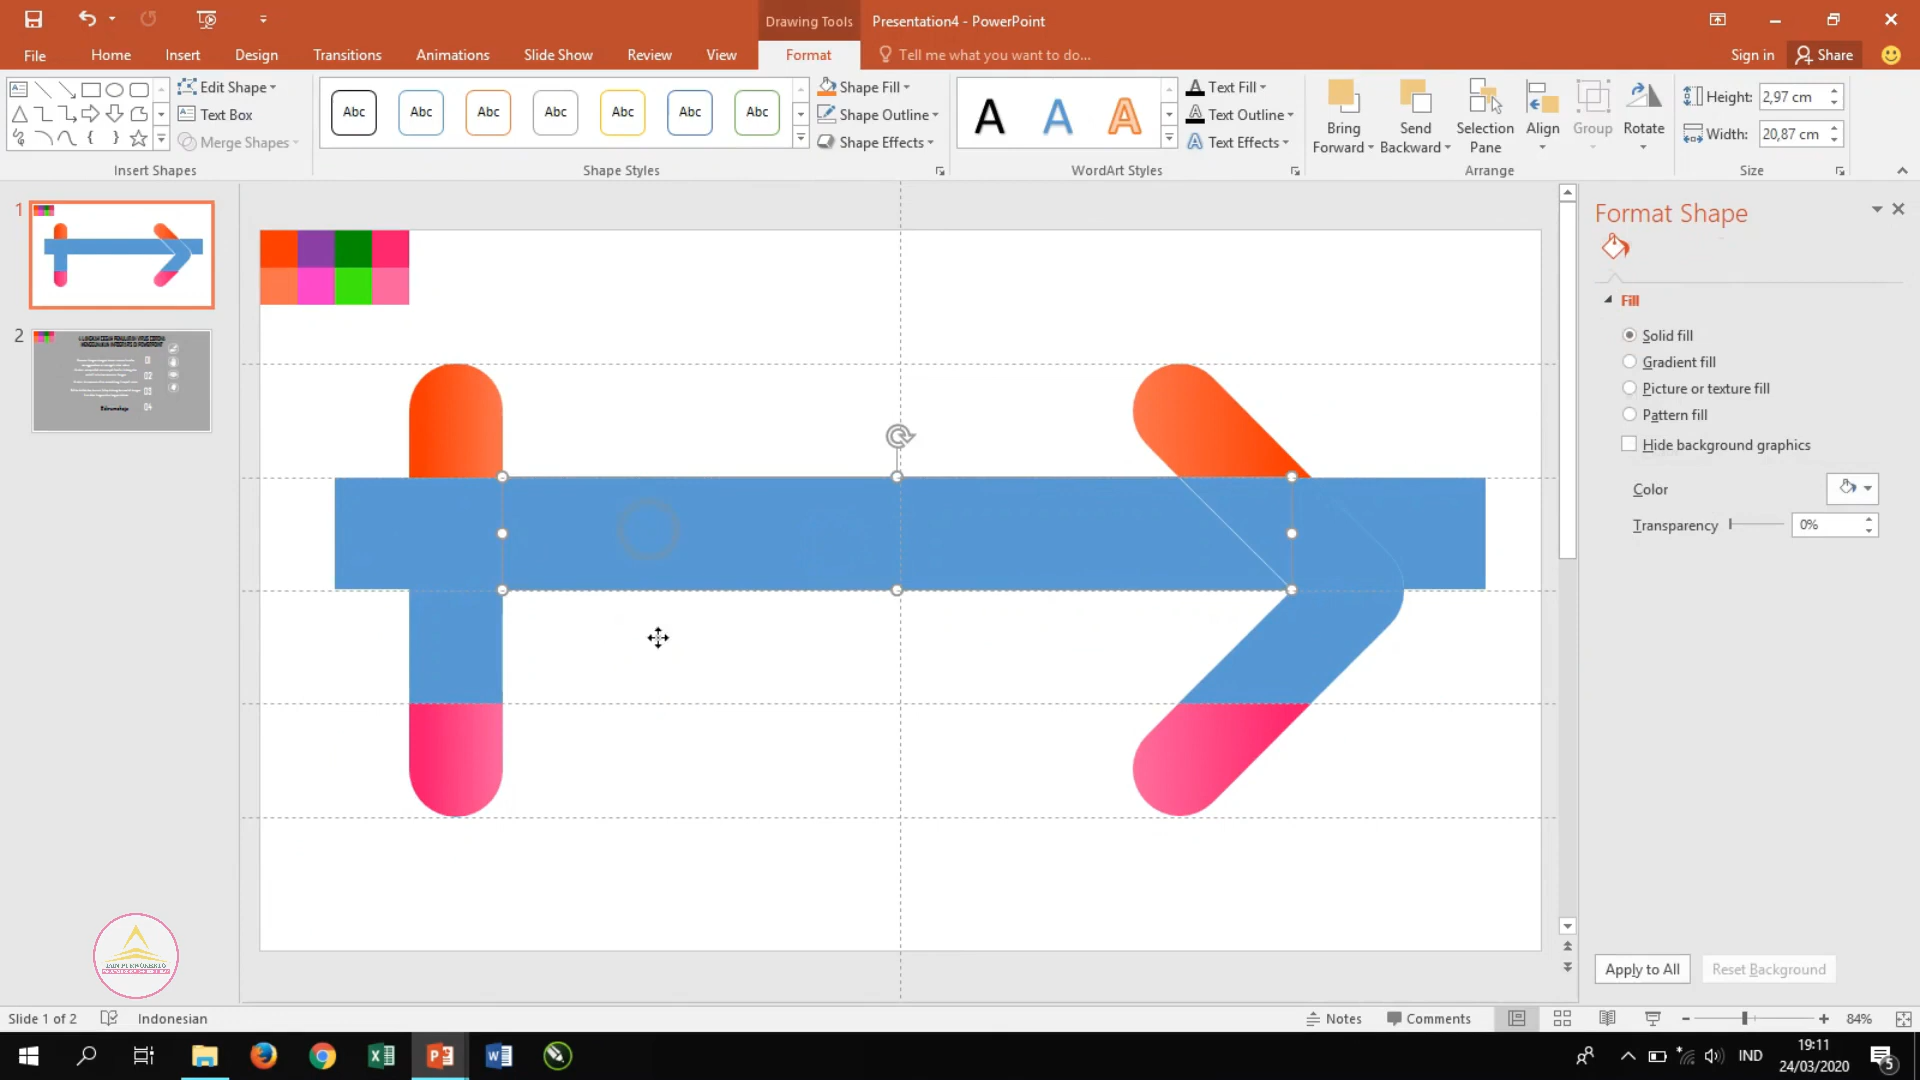 Drawing Tools
Presentation4 - PowerPoint
File
Home
Insert
Design
Transitions
Animations
Slide Show
Review
View
Format
Tell me what you want to do...
Sign in
Share
Edit Shape
Text Box
Merge Shapes
Insert Shapes
Abc
Abc
Abc
Abc
Abc
Abc
Abc
Shape Fill
Shape Outline
Shape Effects
Shape Styles
A
A
A
Text Fill
Text Outline
Text Effects
WordArt Styles
Bring Forward
Send Backward
Selection Pane
Align
Group
Rotate
Arrange
Height:
2,97 cm
Width:
20,87 cm
Size
1
2
Format Shape
Fill
Solid fill
Gradient fill
Picture or texture fill
Pattern fill
Hide background graphics
Color
Transparency
0%
Apply to All
Reset Background
IAIN PURWOKERTO
Slide 1 of 2
Indonesian
Notes
Comments
84%
IND
19:11
24/03/2020
5